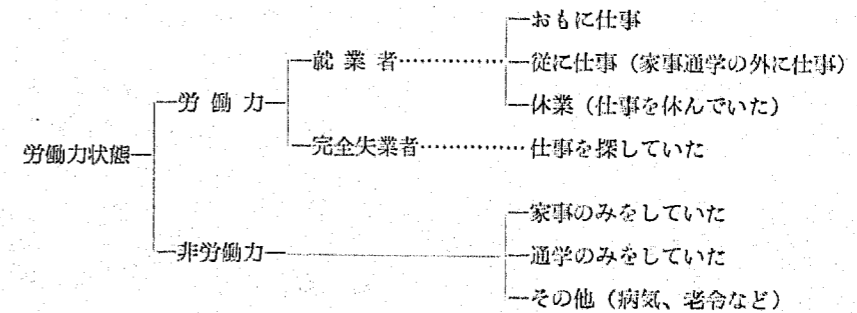 おもに仕事
就業者……………従に仕事（家事通学の外に仕事）
労働力
休業（仕事を休んでいた）
労働力状態
完全失業者……………仕事を探していた
家事のみをしていた
非労働力
通学のみをしていた
その他（病気、老令など）